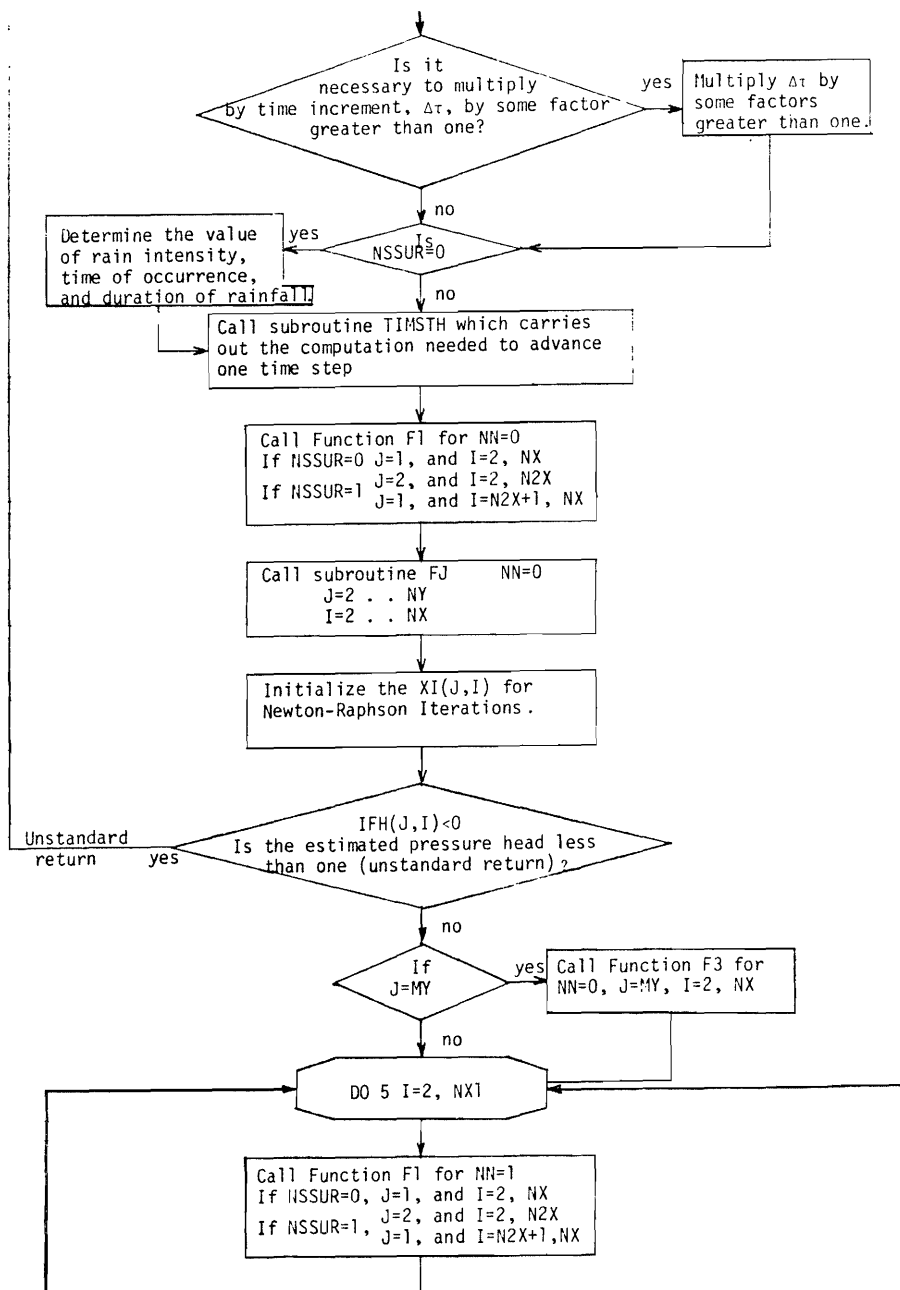 Is it
necessary to multiply
by time increment, Δτ, by some factor
greater than one?
yes
Multiply Δτ by
some factors
greater than one.
no
Determine the value
of rain intensity,
time of occurrence,
and duration of rainfall.
yes
Is
NSSUR=0
no
Call subroutine TIMSTH which carries
out the computation needed to advance
one time step
Call Function F1 for NN=0
If NSSUR=0 J=1, and I=2, NX
If NSSUR=1 J=2, and I=2, N2X
J=1, and I=N2X+1, NX
Call subroutine FJ NN=0
J=2 . . NY
I=2 . . NX
Initialize the XI(J,I) for
Newton-Raphson Iterations.
IFH(J,I)<0
Is the estimated pressure head less
than one (unstandard return)?
Unstandard
return
yes
no
If
J=MY
yes
Call Function F3 for
NN=0, J=MY, I=2, NX
no
DO 5 I=2, NX1
Call Function F1 for NN=1
If NSSUR=0, J=1, and I=2, NX
If NSSUR=1, J=2, and I=2, N2X
J=1, and I=N2X+1,NX